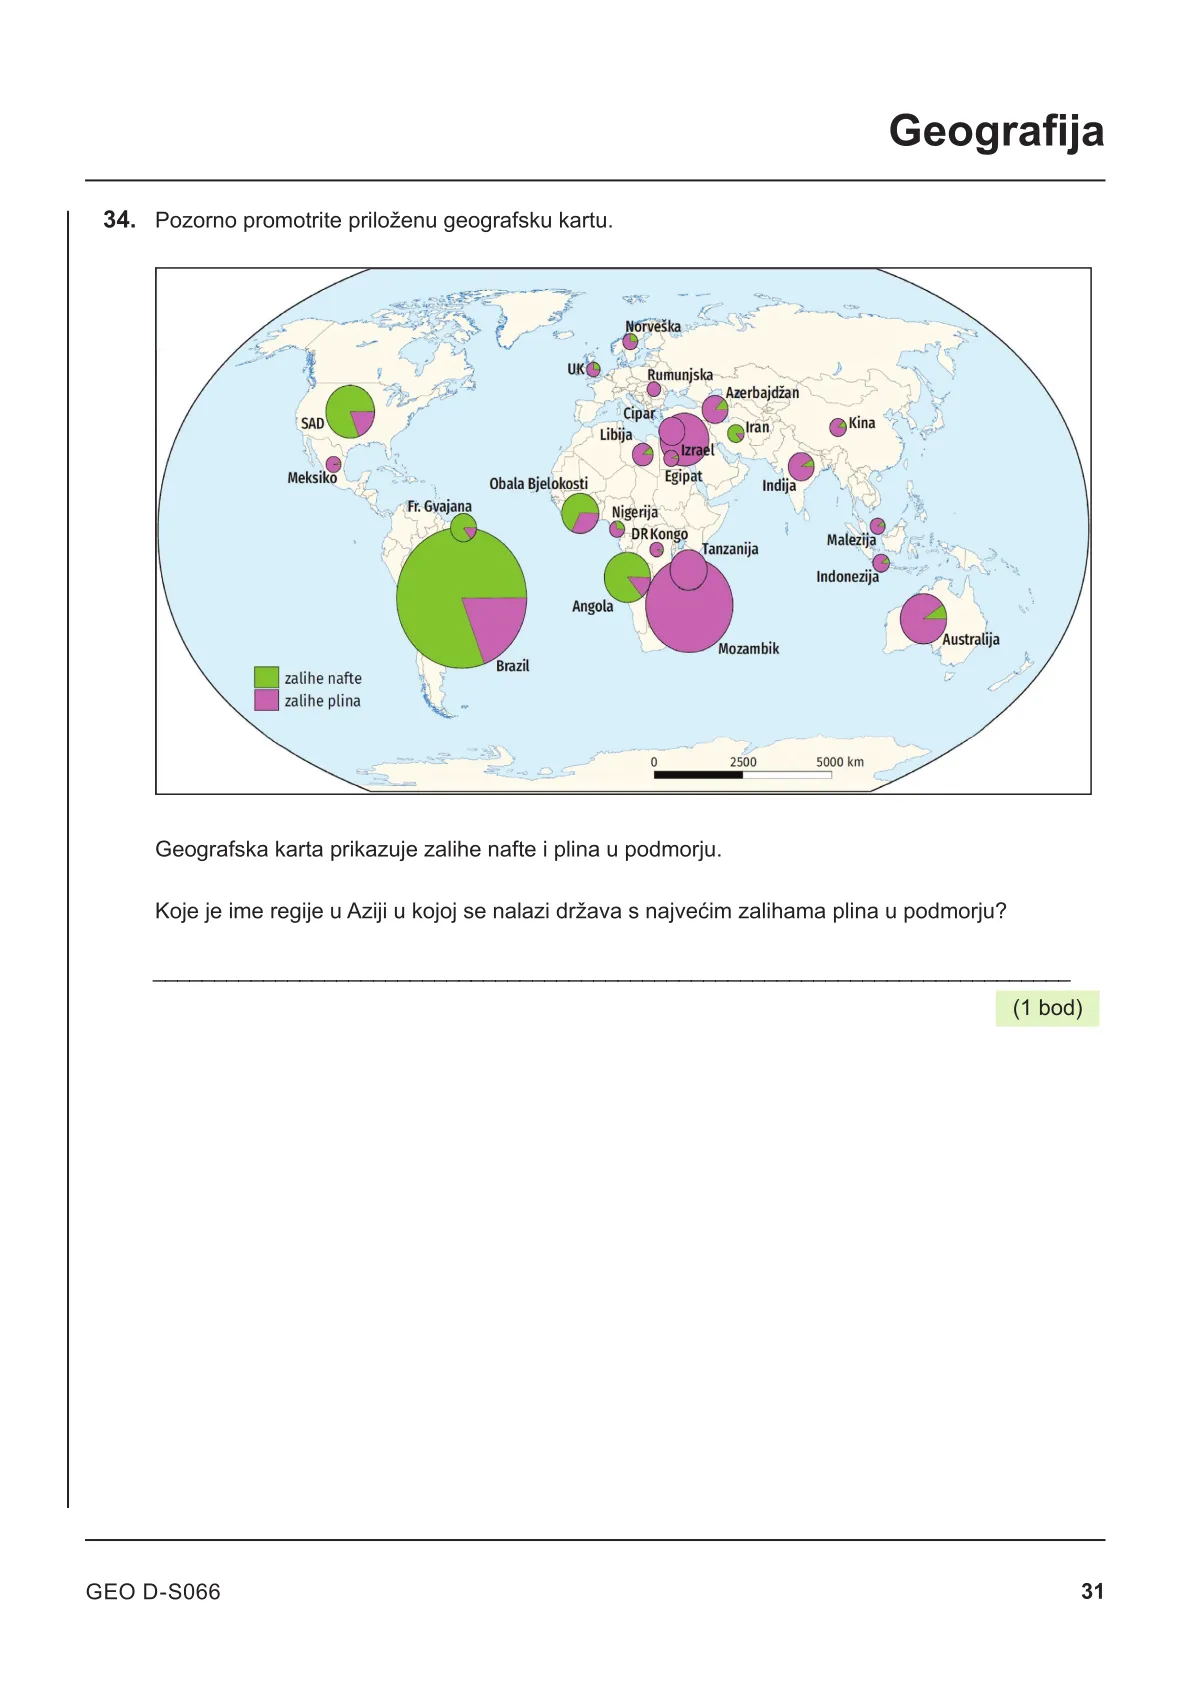 Geografija
34. Pozorno promotrite priloženu geografsku kartu.
Norveška
UK
Rumunjska
Azerbajdžan
Cipar
SAD
Libija
Iran
Kina
Izrael
Meksiko
Egipat
Obala Bjelokosti
Indija
Fr. Gvajana
Nigerija
DR Kongo
Malezija
Tanzanija
Indonezija
Angola
Australija
Mozambik
Brazil
zalihe nafte
zalihe plina
0 2500 5000 km
Geografska karta prikazuje zalihe nafte i plina u podmorju.
Koje je ime regije u Aziji u kojoj se nalazi država s najvećim zalihama plina u podmorju?
(1 bod)
GEO D-S066
31